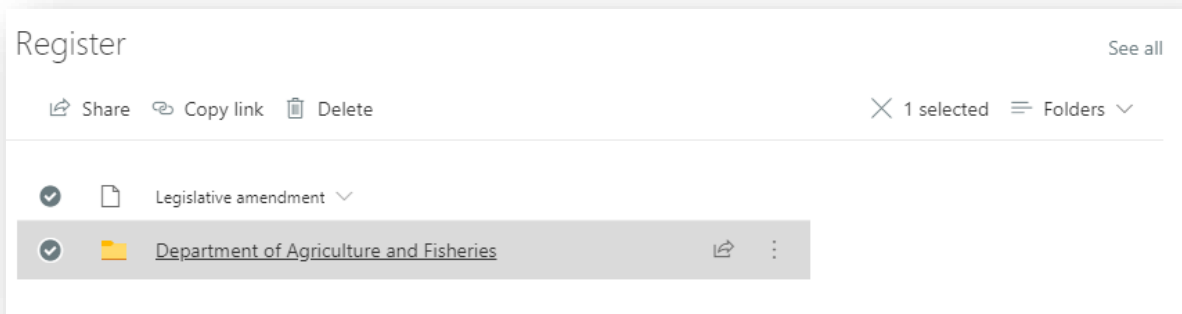 Register
See all
Share Copy link Delete 1 selected Folders
Legislative amendment
Department of Agriculture and Fisheries